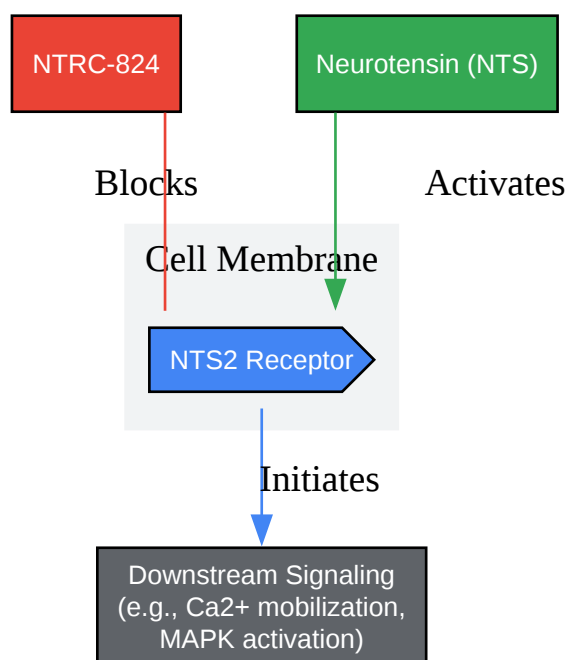 NTRC-824
Neurotensin (NTS)
Blocks
Activates
Cell Membrane
NTS2 Receptor
Initiates
Downstream Signaling
(e.g., Ca2+ mobilization,
MAPK activation)